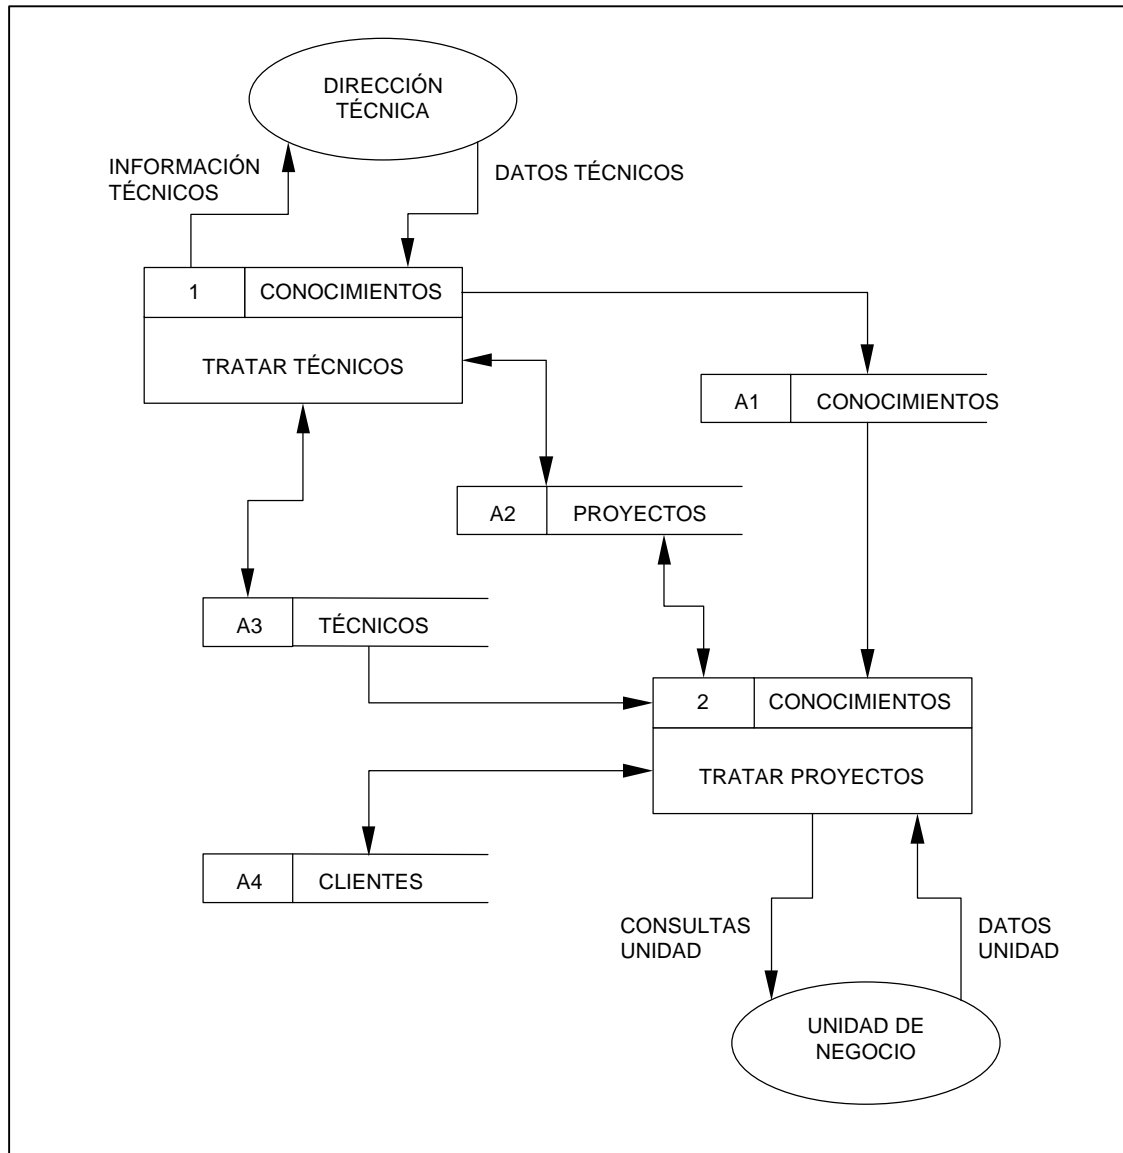 DIRECCIÓN
TÉCNICA
INFORMACIÓN
TÉCNICOS
DATOS TÉCNICOS
1
CONOCIMIENTOS
TRATAR TÉCNICOS
A1
CONOCIMIENTOS
A2
PROYECTOS
A3
TÉCNICOS
2
CONOCIMIENTOS
TRATAR PROYECTOS
A4
CLIENTES
CONSULTAS
UNIDAD
DATOS
UNIDAD
UNIDAD DE
NEGOCIO